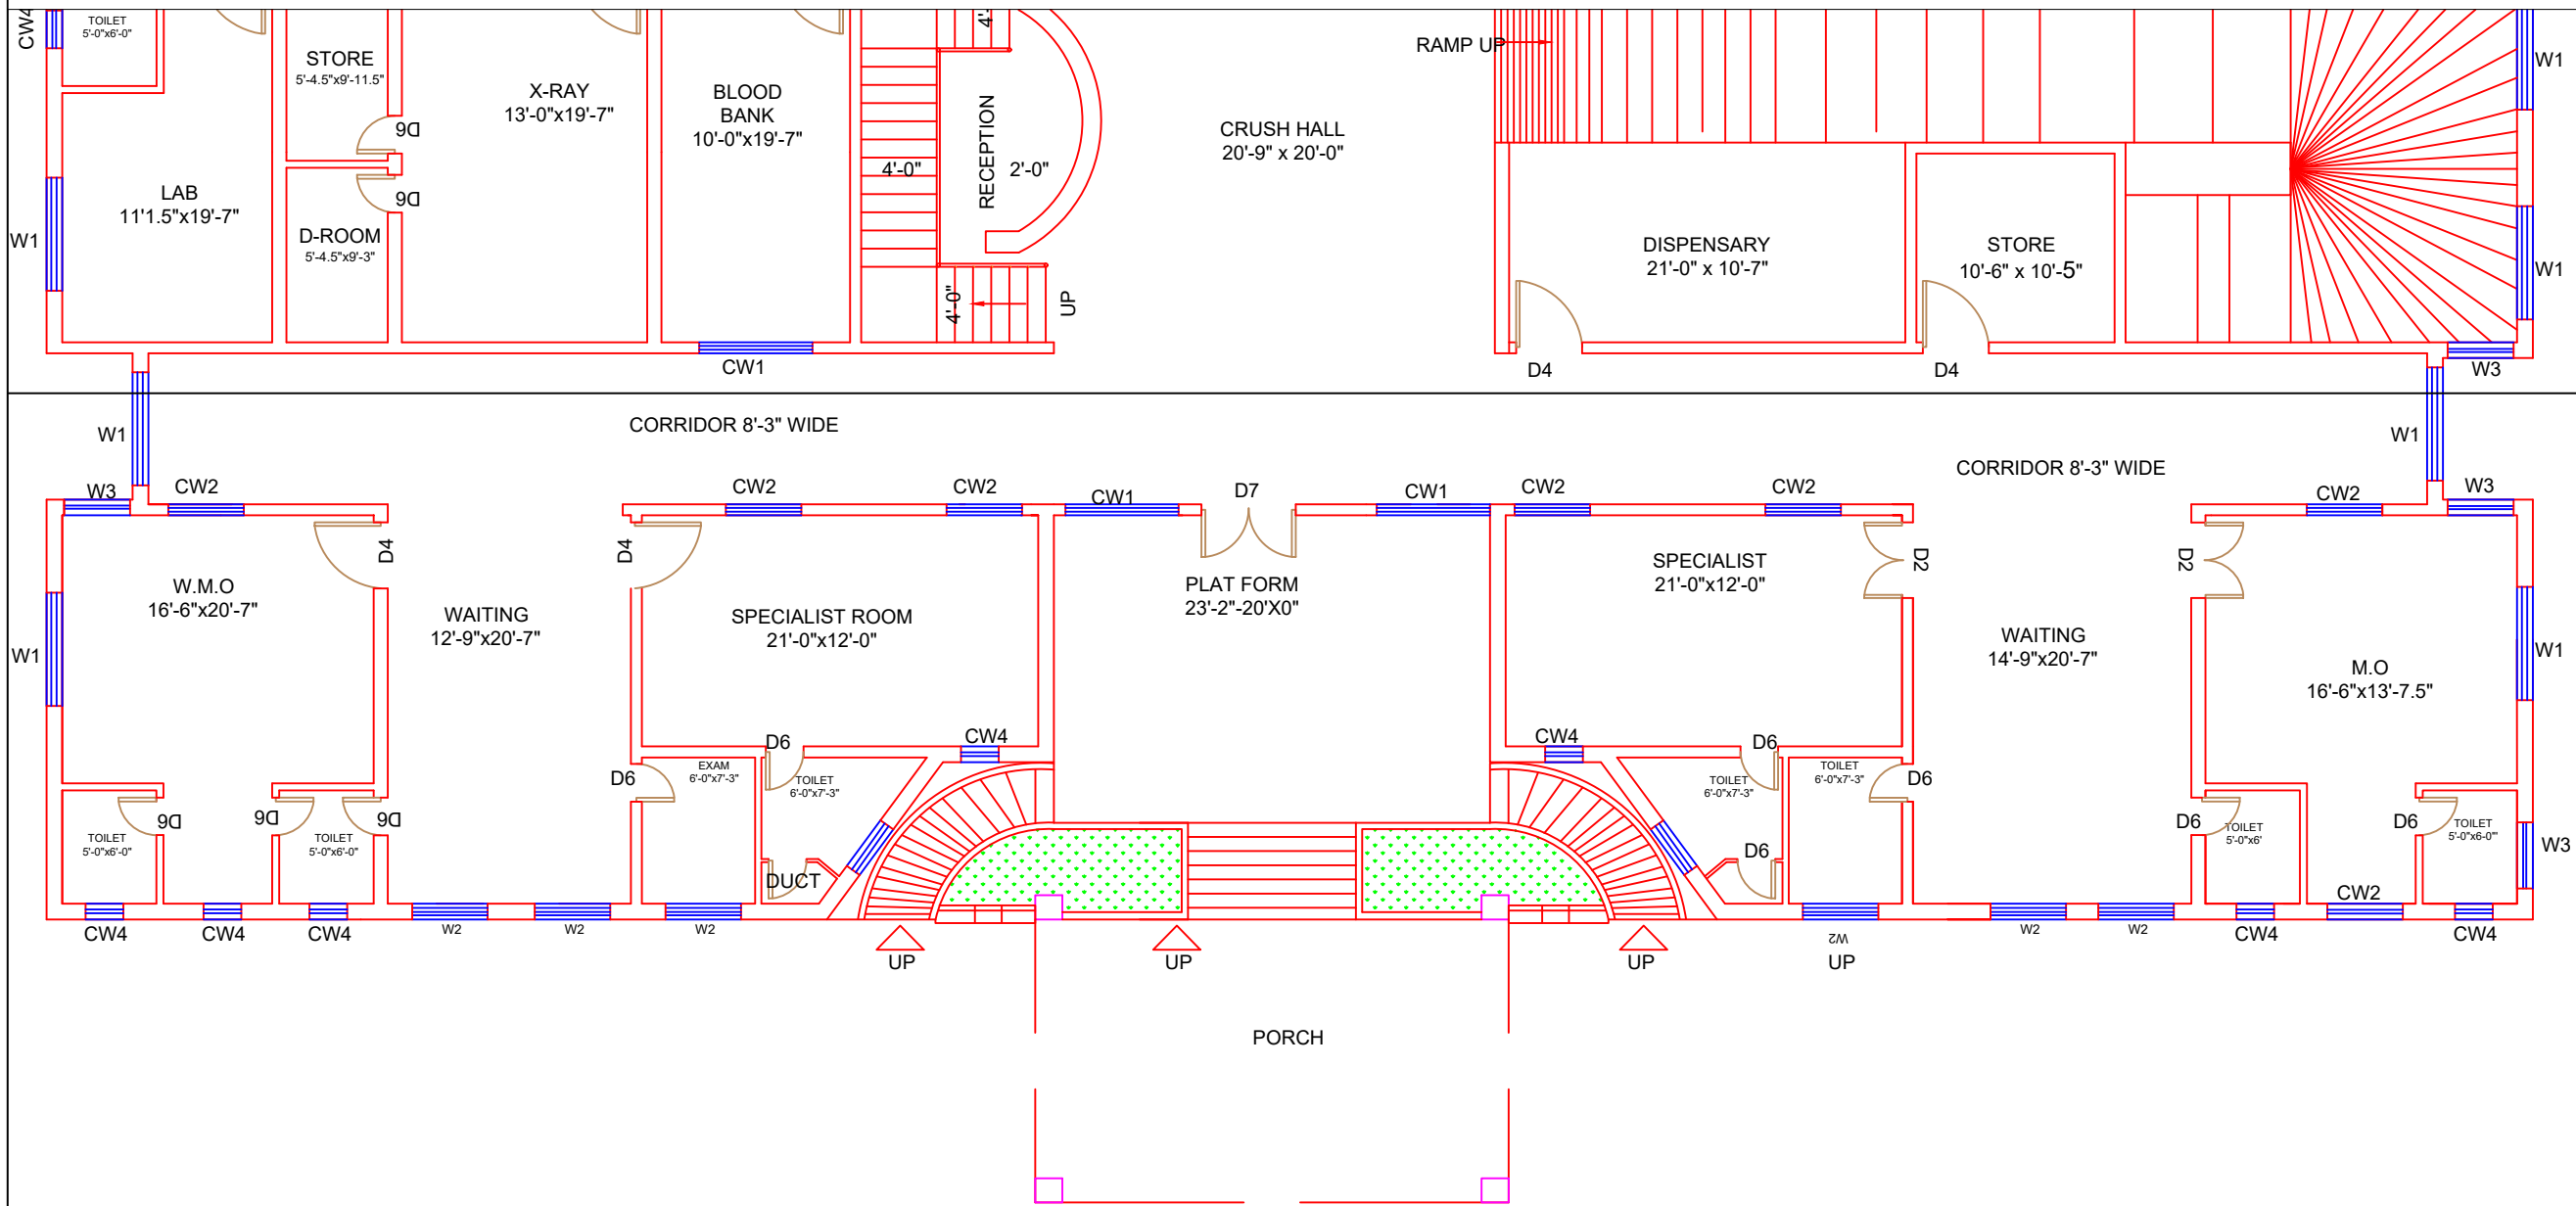 CW4
TOILET
5'-0"x6'-0"
STORE
5'-4.5"x9'-11.5"
X-RAY
13'-0"x19'-7"
BLOOD
BANK
10'-0"x19'-7"
RECEPTION
2'-0"
4'-0"
CRUSH HALL
20'-9" x 20'-0"
RAMP UP
W1
D6
D6
LAB
11'1.5"x19'-7"
W1
D-ROOM
5'-4.5"x9'-3"
4'-0"
UP
DISPENSARY
21'-0" x 10'-7"
STORE
10'-6" x 10'-5"
W1
CW1
D4
D4
W3
CORRIDOR 8'-3" WIDE
W1
W1
CORRIDOR 8'-3" WIDE
W3
CW2
CW2
CW2
CW1
D7
CW1
CW2
CW2
CW2
W3
D4
D4
D2
D2
W.M.O
16'-6"x20'-7"
WAITING
12'-9"x20'-7"
SPECIALIST ROOM
21'-0"x12'-0"
PLAT FORM
23'-2"-20'X0"
SPECIALIST
21'-0"x12'-0"
WAITING
14'-9"x20'-7"
M.O
16'-6"x13'-7.5"
W1
W1
D6
CW4
CW4
D6
EXAM
6'-0"x7'-3"
TOILET
6'-0"x7'-3"
TOILET
6'-0"x7'-3"
TOILET
6'-0"x7'-3"
D6
D6
TOILET
5'-0"x6'-0"
D6
D6
TOILET
5'-0"x6'-0"
D6
DUCT
D6
D6
TOILET
5'-0"x6'
D6
TOILET
5'-0"x6-0"'
W3
CW4
CW4
CW4
W2
W2
W2
UP
UP
UP
W2
UP
W2
W2
CW4
CW2
CW4
PORCH